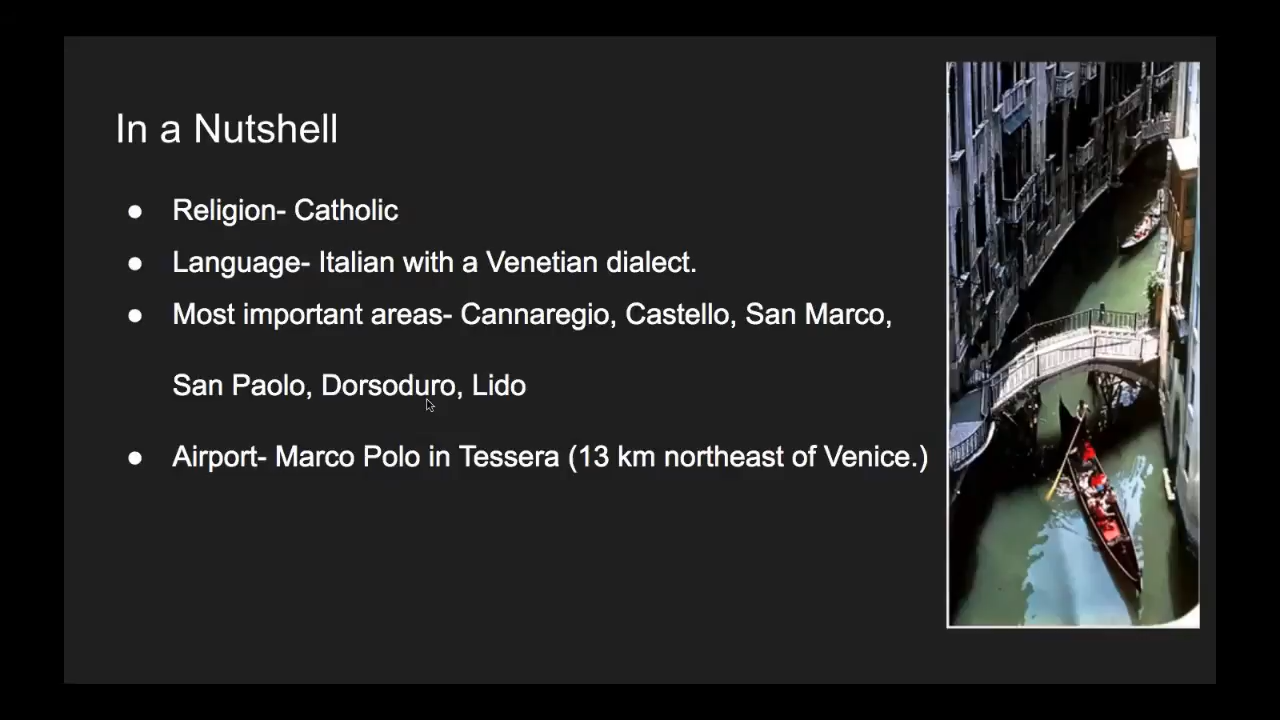 In a Nutshell
● Religion- Catholic
● Language- Italian with a Venetian dialect.
● Most important areas- Cannaregio, Castello, San Marco,
San Paolo, Dorsoduro, Lido
● Airport- Marco Polo in Tessera (13 km northeast of Venice.)